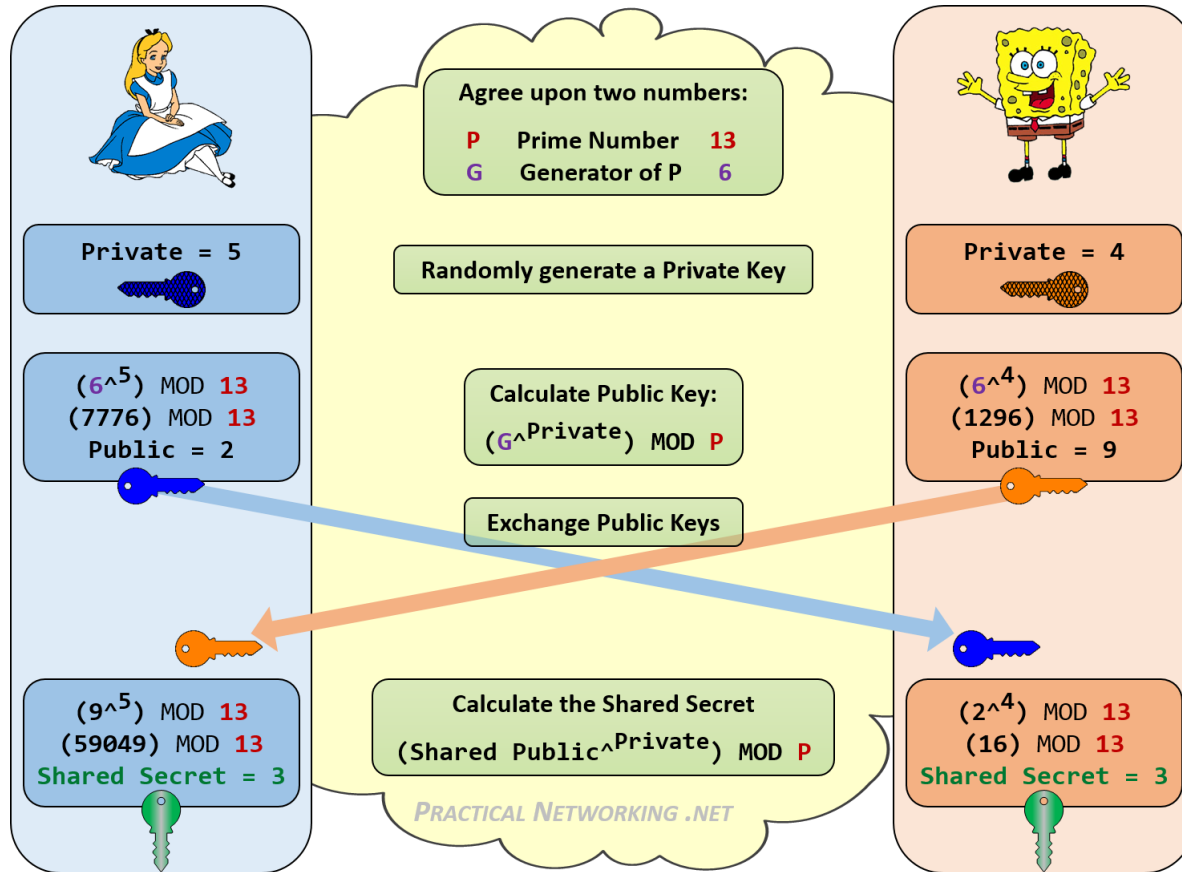 Agree upon two numbers:
P Prime Number 13
G Generator of P 6
Private = 5
Randomly generate a Private Key
Private = 4
(6^5) MOD 13
(7776) MOD 13
Public = 2
Calculate Public Key:
(G^Private) MOD P
(6^4) MOD 13
(1296) MOD 13
Public = 9
Exchange Public Keys
(9^5) MOD 13
(59049) MOD 13
Shared Secret = 3
Calculate the Shared Secret
(Shared Public^Private) MOD P
(2^4) MOD 13
(16) MOD 13
Shared Secret = 3
PRACTICAL NETWORKING .NET